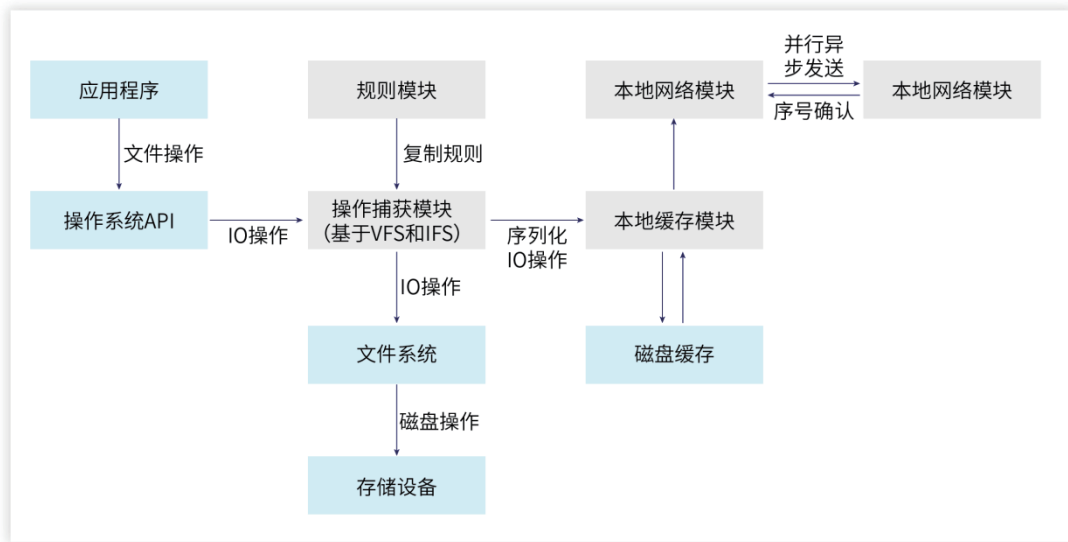 应用程序
规则模块
本地网络模块
并行异
步发送
序号确认
本地网络模块
文件操作
复制规则
操作系统API
IO操作
操作捕获模块
（基于VFS和IFS）
序列化
IO操作
本地缓存模块
IO操作
文件系统
磁盘缓存
磁盘操作
存储设备